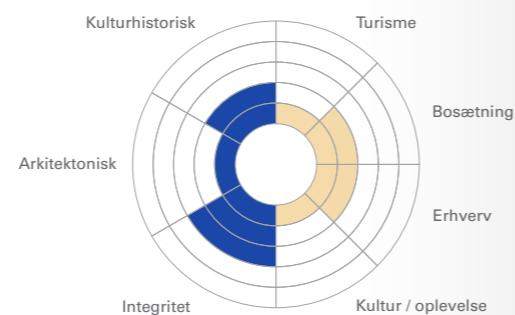 Kulturhistorisk
Turisme
Bosætning
Arkitektonisk
Erhverv
Integritet
Kultur / oplevelse